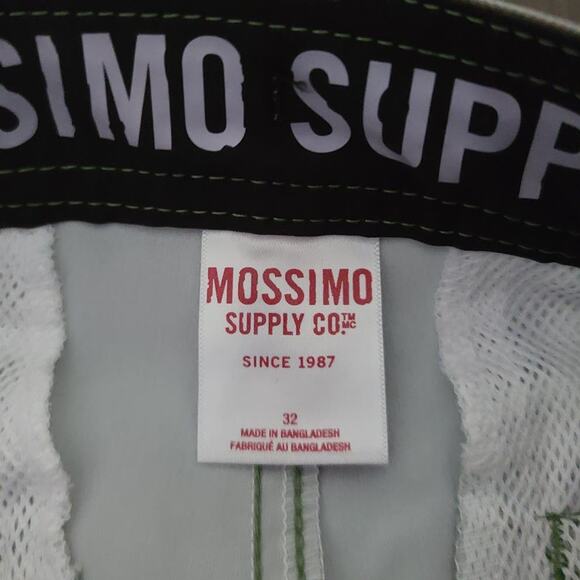 SIMO SUPP
MOSSIMO
SUPPLY CO.™ MC
SINCE 1987
32
MADE IN BANGLADESH
FABRIQUÉ AU BANGLADESH